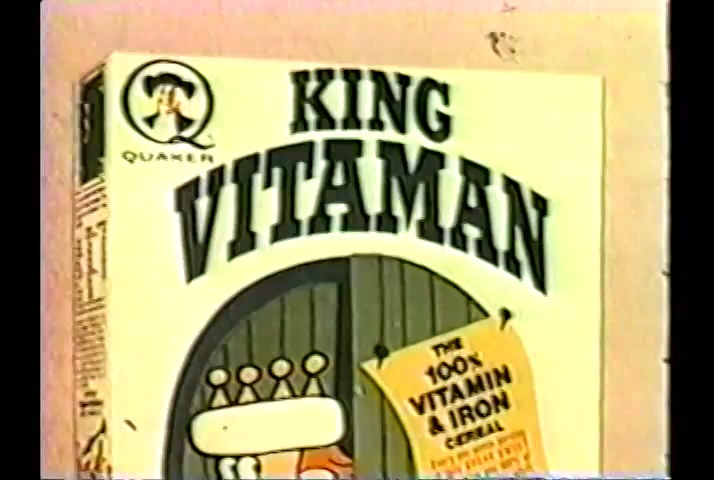 QUAKER
KING
VITAMAN
THE
100%
VITAMIN
& IRON
CEREAL